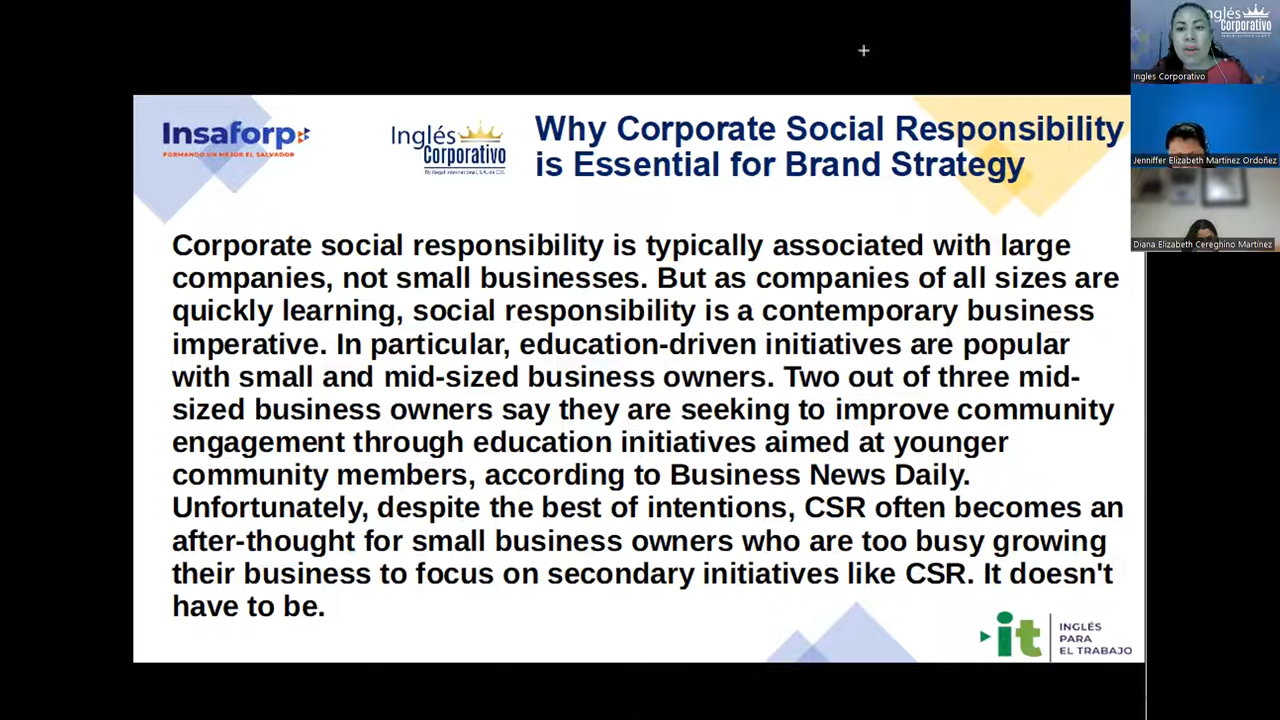 Insaforp
FORMANDO UN MEJOR EL SALVADOR
Inglés
Corporativo
Why Corporate Social Responsibility
is Essential for Brand Strategy
Corporate social responsibility is typically associated with large
companies, not small businesses. But as companies of all sizes are
quickly learning, social responsibility is a contemporary business
imperative. In particular, education-driven initiatives are popular
with small and mid-sized business owners. Two out of three mid-
sized business owners say they are seeking to improve community
engagement through education initiatives aimed at younger
community members, according to Business News Daily.
Unfortunately, despite the best of intentions, CSR often becomes an
after-thought for small business owners who are too busy growing
their business to focus on secondary initiatives like CSR. It doesn't
have to be.
it
INGLÉS
PARA
EL TRABAJO
nglés
Corporativo
Ingles Corporativo
Jenniffer Elizabeth Martinez Ordoñez
Diana Elizabeth Cereghino Martínez